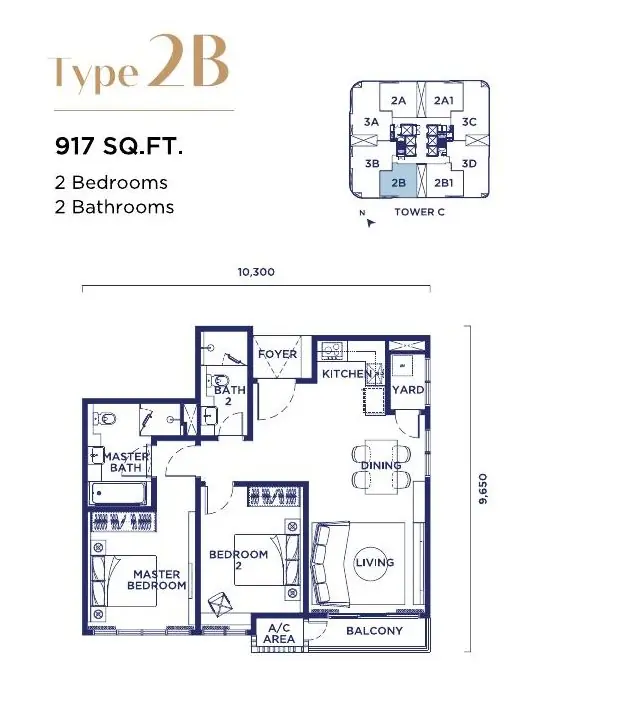 Type 2B
917 SQ.FT.
2 Bedrooms
2 Bathrooms
2A
2A1
3A
3C
3B
3D
2B
2B1
N
TOWER C
10,300
FOYER
KITCHEN
BATH
2
YARD
MASTER
BATH
DINING
9,650
BEDROOM
2
LIVING
MASTER
BEDROOM
A/C
AREA
BALCONY